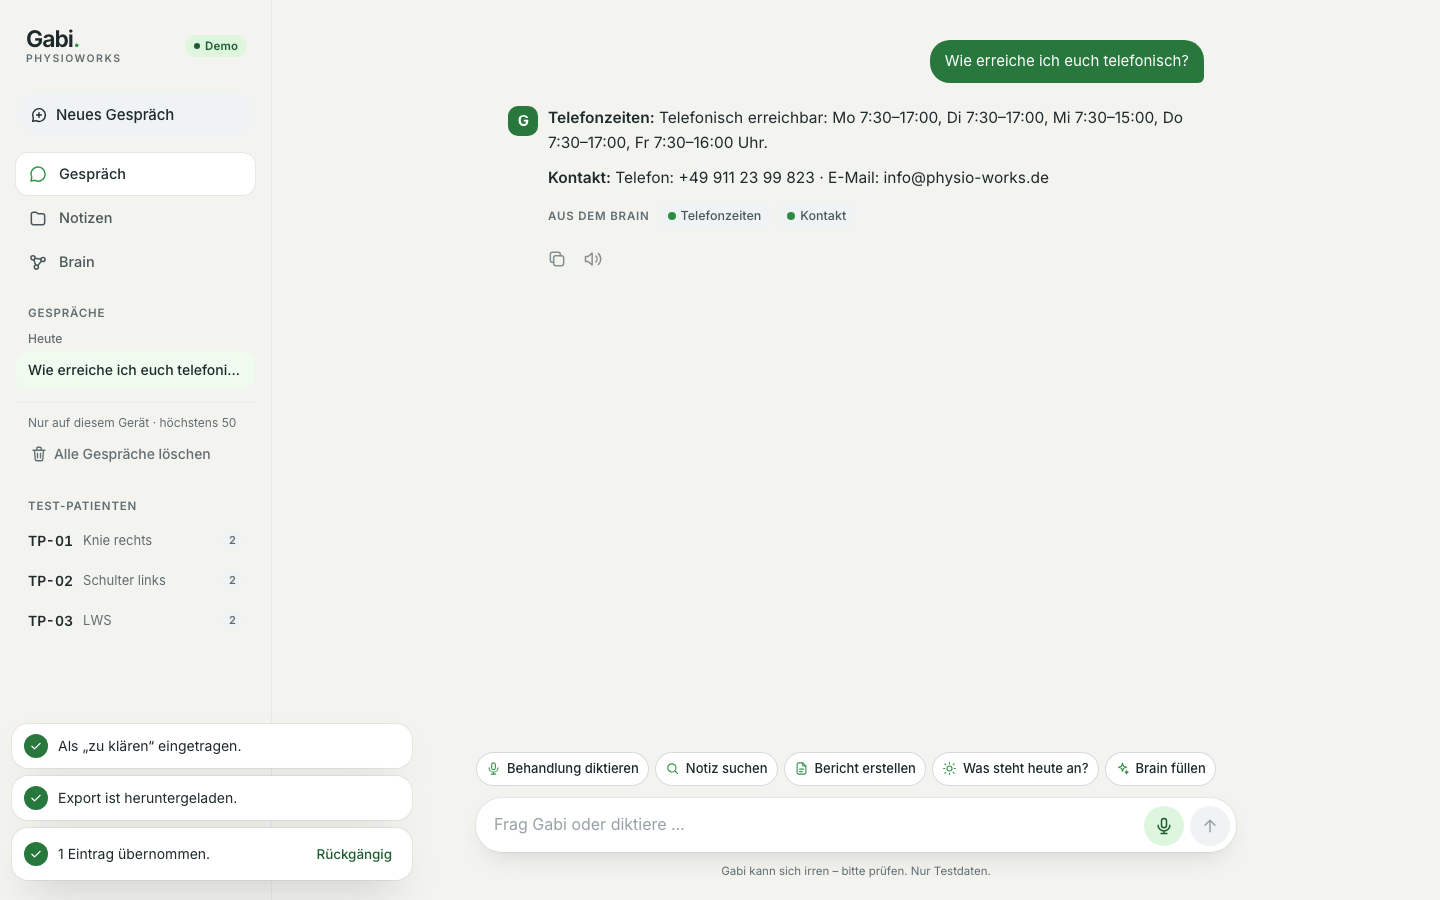 Gabi.
PHYSIOWORKS
Demo
Neues Gespräch
Gespräch
Notizen
Brain
GESPRÄCHE
Heute
Wie erreiche ich euch telefoni...
Nur auf diesem Gerät · höchstens 50
Alle Gespräche löschen
TEST-PATIENTEN
TP-01 Knie rechts 2
TP-02 Schulter links 2
TP-03 LWS 2
Als „zu klären“ eingetragen.
Export ist heruntergeladen.
1 Eintrag übernommen. Rückgängig
Wie erreiche ich euch telefonisch?
G
Telefonzeiten: Telefonisch erreichbar: Mo 7:30–17:00, Di 7:30–17:00, Mi 7:30–15:00, Do
7:30–17:00, Fr 7:30–16:00 Uhr.
Kontakt: Telefon: +49 911 23 99 823 · E-Mail: info@physio-works.de
AUS DEM BRAIN Telefonzeiten Kontakt
Behandlung diktieren Notiz suchen Bericht erstellen Was steht heute an? Brain füllen
Frag Gabi oder diktiere ...
Gabi kann sich irren – bitte prüfen. Nur Testdaten.